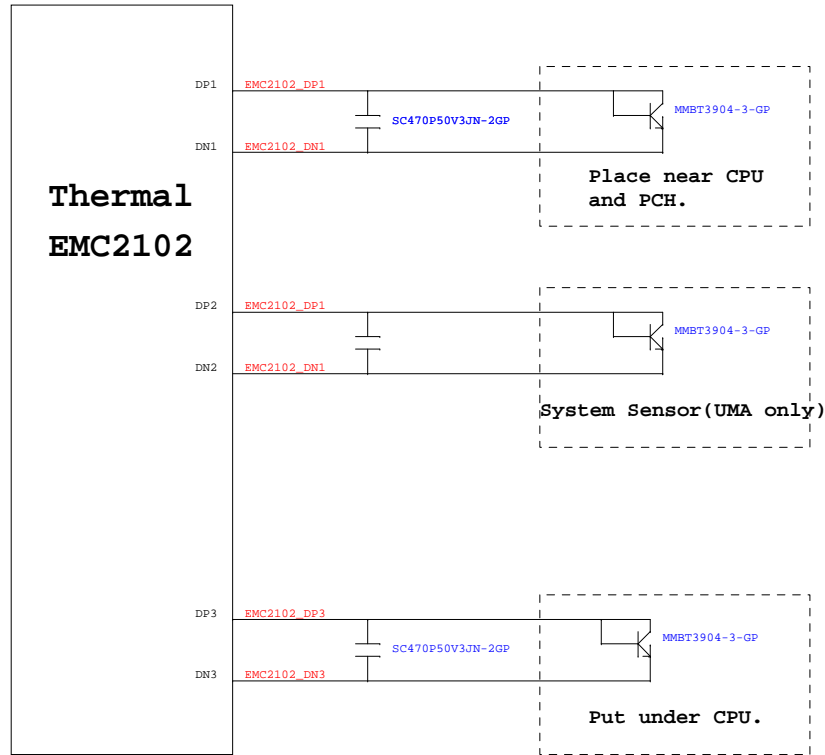 DP1 EMC2102_DP1
SC470P50V3JN-2GP
MMBT3904-3-GP
DN1 EMC2102_DN1
Place near CPU
and PCH.
Thermal
EMC2102
DP2 EMC2102_DP1
MMBT3904-3-GP
DN2 EMC2102_DN1
System Sensor(UMA only)
DP3 EMC2102_DP3
SC470P50V3JN-2GP
MMBT3904-3-GP
DN3 EMC2102_DN3
Put under CPU.